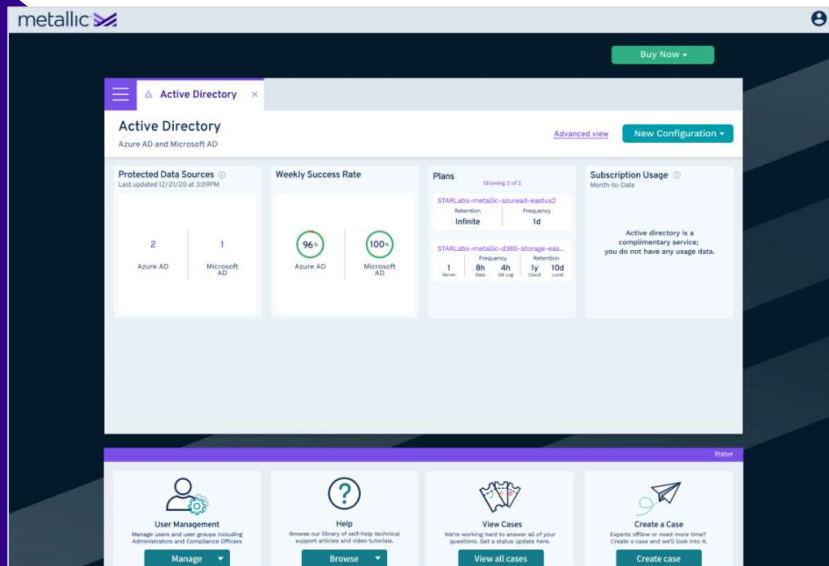 metallic
Buy Now
Active Directory ×
Active Directory
Azure AD and Microsoft AD
Advanced view
New Configuration
Protected Data Sources
Last updated 12/21/20 at 3:09PM
2
Azure AD
1
Microsoft
AD
Weekly Success Rate
96%
Azure AD
100%
Microsoft
AD
Plans
Showing 2 of 2
STARLabs-metallic-azuread-eastus2
Retention Frequency
Infinite 1d
STARLabs-metallic-d365-storage-eas...
Frequency Retention
1 8h 4h 1y 10d
Server Data DB Log Cloud Local
Subscription Usage
Month-to-Date
Active directory is a
complimentary service;
you do not have any usage data.
Status
User Management
Manage users and user groups including
Administrators and Compliance Officers
Manage
Help
Browse our library of self-help technical
support articles and video tutorials.
Browse
View Cases
We're working hard to answer all of your
questions. Get a status update here.
View all cases
Create a Case
Experts offline or need more time?
Create a case and we'll look into it.
Create case